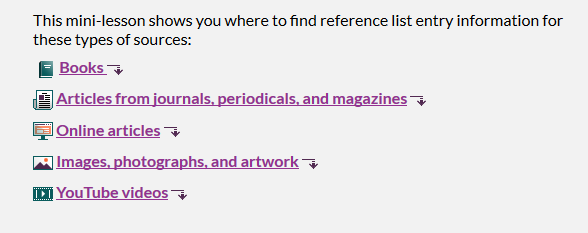 This mini-lesson shows you where to find reference list entry information for
these types of sources:
Books
Articles from journals, periodicals, and magazines
Online articles
Images, photographs, and artwork
YouTube videos